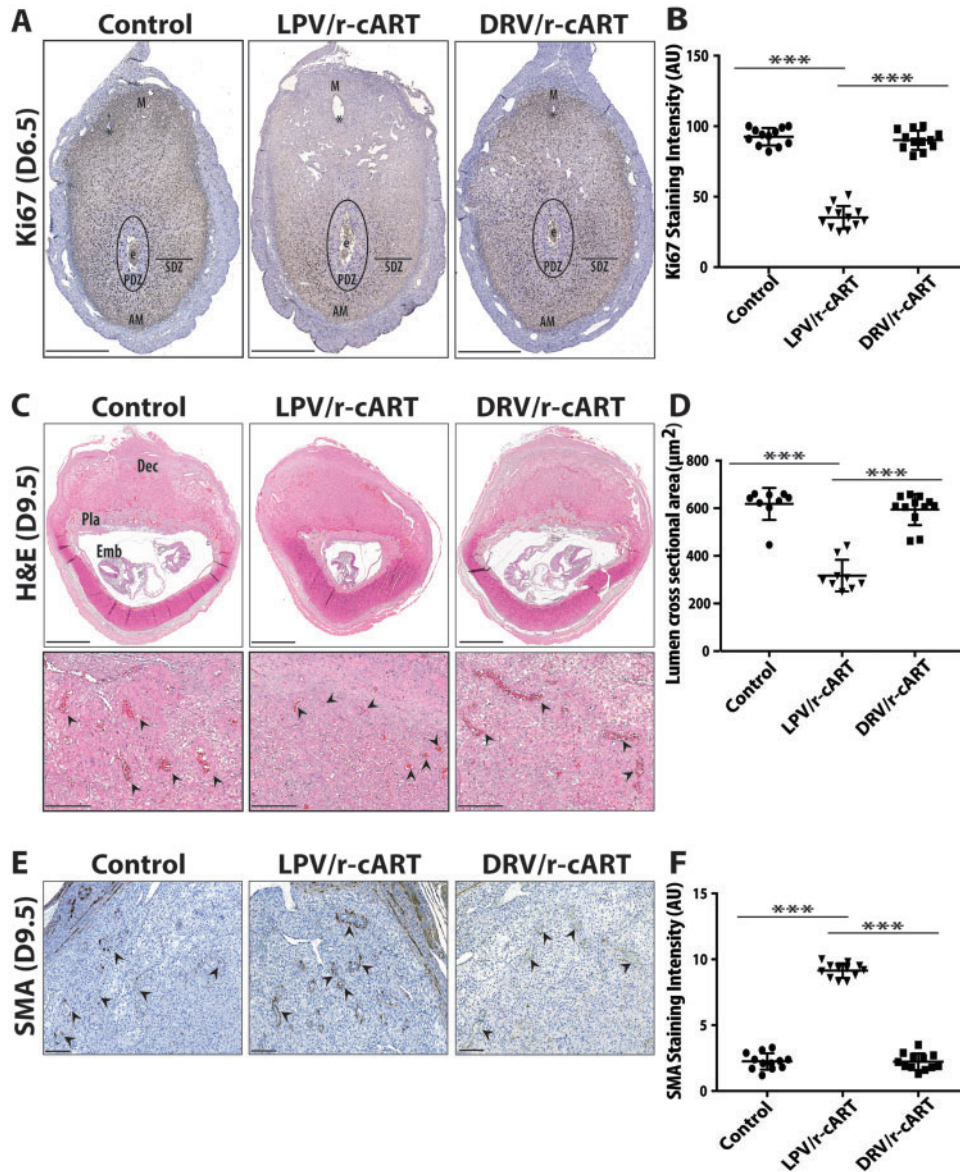 A
Control
LPV/r-cART
DRV/r-cART
Ki67 (D6.5)
M
e
PDZ
SDZ
AM
M
*
e
PDZ
SDZ
AM
M
*
e
PDZ
SDZ
AM
B
Ki67 Staining Intensity (AU)
150
100
50
0
***
***
Control
LPV/r-cART
DRV/r-cART
C
Control
LPV/r-cART
DRV/r-cART
H&E (D9.5)
Dec
Pla
Emb
D
Lumen cross sectional area(µm²)
800
600
400
200
0
***
***
Control
LPV/r-cART
DRV/r-cART
E
Control
LPV/r-cART
DRV/r-cART
SMA (D9.5)
F
SMA Staining Intensity (AU)
15
10
5
0
***
***
Control
LPV/r-cART
DRV/r-cART